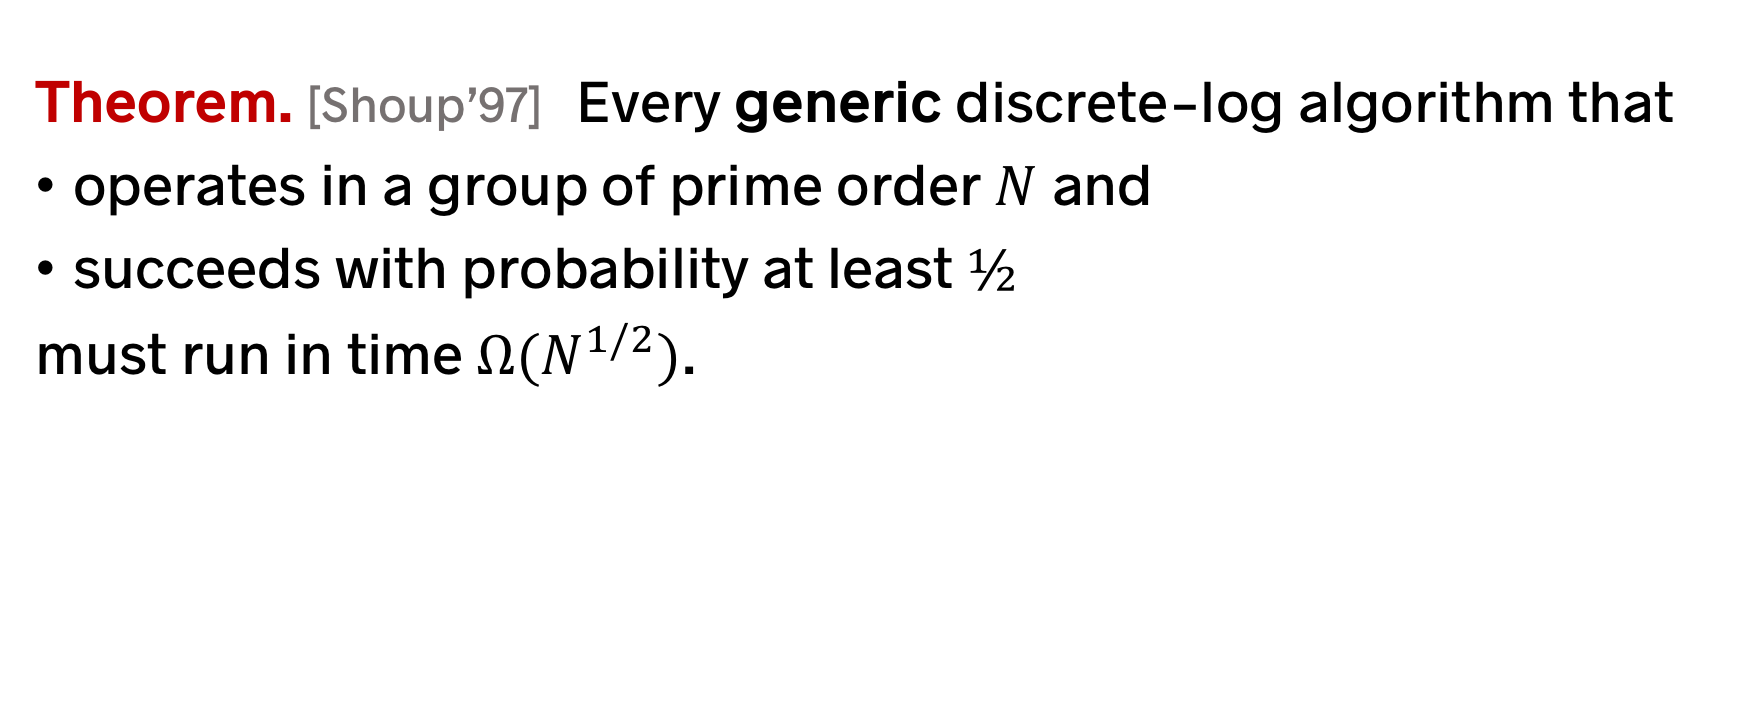 Theorem. [Shoup’97] Every generic discrete-log algorithm that
• operates in a group of prime order N and
• succeeds with probability at least ½
must run in time Ω(N^{1/2}).